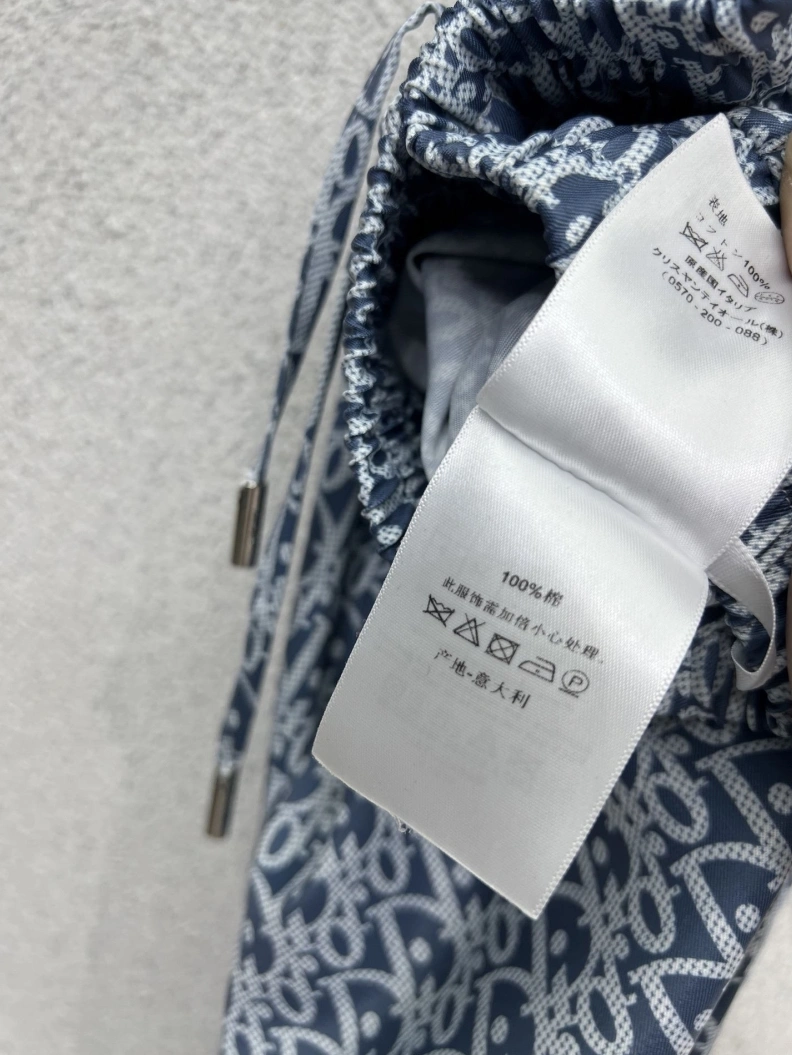 表地
コットン100%
原産国イタリア
クリスチャンディオール(株)
(0570-200-088)
100%棉
此服饰需加倍小心处理.
P
产地-意大利